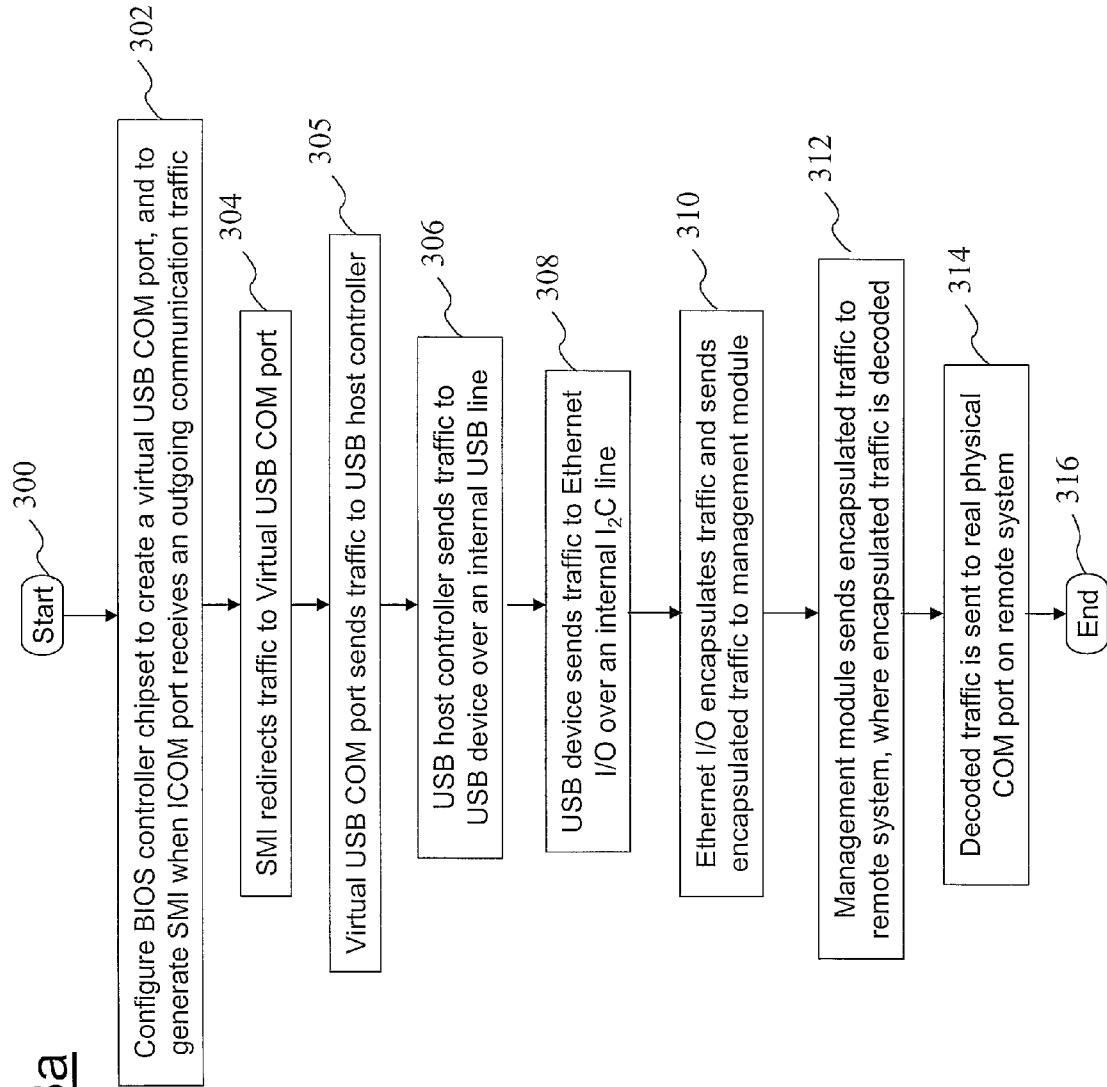 Start
300
Configure BIOS controller chipset to create a virtual USB COM port, and to
generate SMI when ICOM port receives an outgoing communication traffic
302
SMI redirects traffic to Virtual USB COM port
304
Virtual USB COM port sends traffic to USB host controller
305
USB host controller sends traffic to
USB device over an internal USB line
306
USB device sends traffic to Ethernet
I/O over an internal I₂C line
308
Ethernet I/O encapsulates traffic and sends
encapsulated traffic to management module
310
Management module sends encapsulated traffic to
remote system, where encapsulated traffic is decoded
312
Decoded traffic is sent to real physical
COM port on remote system
314
End
316